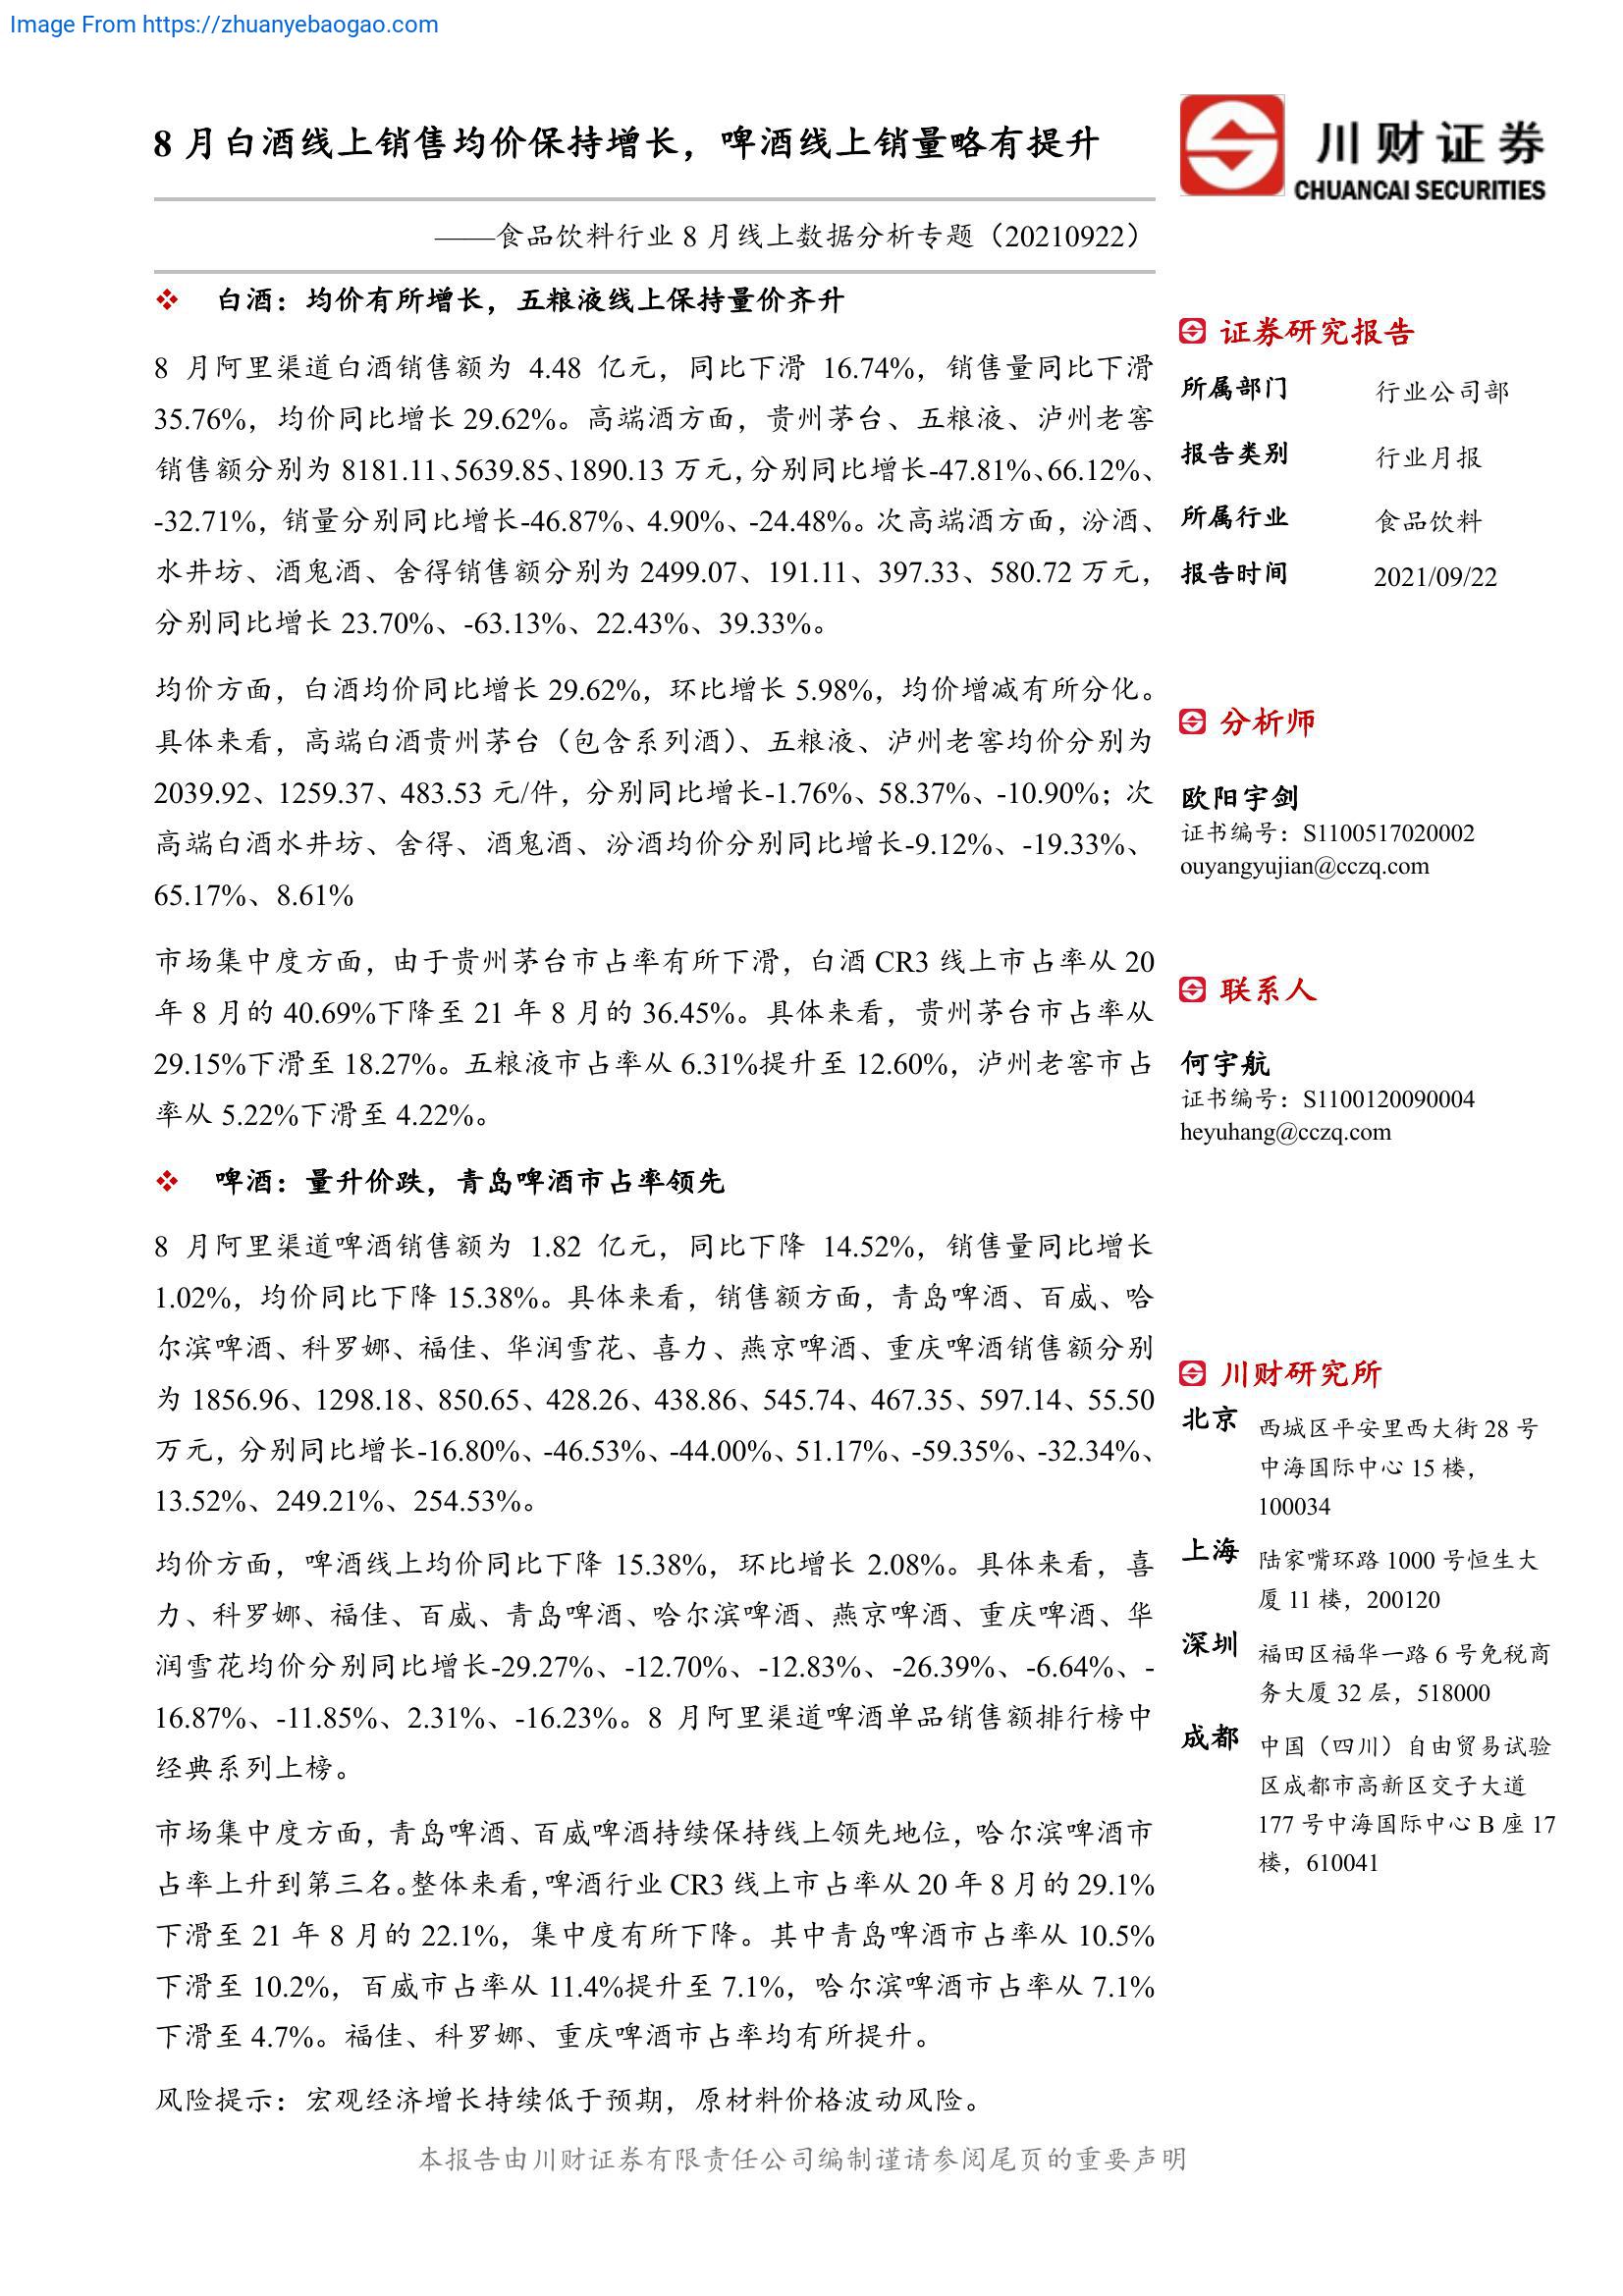 Image From https://zhuanyebaogao.com
8 月白酒线上销售均价保持增长，啤酒线上销量略有提升
川财证券
CHUANCAI SECURITIES
——食品饮料行业 8 月线上数据分析专题（20210922）
❖ 白酒：均价有所增长，五粮液线上保持量价齐升
8 月阿里渠道白酒销售额为 4.48 亿元，同比下滑 16.74%，销售量同比下滑
35.76%，均价同比增长 29.62%。高端酒方面，贵州茅台、五粮液、泸州老窖
销售额分别为 8181.11、5639.85、1890.13 万元，分别同比增长-47.81%、66.12%、
-32.71%，销量分别同比增长-46.87%、4.90%、-24.48%。次高端酒方面，汾酒、
水井坊、酒鬼酒、舍得销售额分别为 2499.07、191.11、397.33、580.72 万元，
分别同比增长 23.70%、-63.13%、22.43%、39.33%。
均价方面，白酒均价同比增长 29.62%，环比增长 5.98%，均价增减有所分化。
具体来看，高端白酒贵州茅台（包含系列酒）、五粮液、泸州老窖均价分别为
2039.92、1259.37、483.53 元/件，分别同比增长-1.76%、58.37%、-10.90%；次
高端白酒水井坊、舍得、酒鬼酒、汾酒均价分别同比增长-9.12%、-19.33%、
65.17%、8.61%
市场集中度方面，由于贵州茅台市占率有所下滑，白酒 CR3 线上市占率从 20
年 8 月的 40.69%下降至 21 年 8 月的 36.45%。具体来看，贵州茅台市占率从
29.15%下滑至 18.27%。五粮液市占率从 6.31%提升至 12.60%，泸州老窖市占
率从 5.22%下滑至 4.22%。
❖ 啤酒：量升价跌，青岛啤酒市占率领先
8 月阿里渠道啤酒销售额为 1.82 亿元，同比下降 14.52%，销售量同比增长
1.02%，均价同比下降 15.38%。具体来看，销售额方面，青岛啤酒、百威、哈
尔滨啤酒、科罗娜、福佳、华润雪花、喜力、燕京啤酒、重庆啤酒销售额分别
为 1856.96、1298.18、850.65、428.26、438.86、545.74、467.35、597.14、55.50
万元，分别同比增长-16.80%、-46.53%、-44.00%、51.17%、-59.35%、-32.34%、
13.52%、249.21%、254.53%。
均价方面，啤酒线上均价同比下降 15.38%，环比增长 2.08%。具体来看，喜
力、科罗娜、福佳、百威、青岛啤酒、哈尔滨啤酒、燕京啤酒、重庆啤酒、华
润雪花均价分别同比增长-29.27%、-12.70%、-12.83%、-26.39%、-6.64%、-
16.87%、-11.85%、2.31%、-16.23%。8 月阿里渠道啤酒单品销售额排行榜中
经典系列上榜。
市场集中度方面，青岛啤酒、百威啤酒持续保持线上领先地位，哈尔滨啤酒市
占率上升到第三名。整体来看，啤酒行业 CR3 线上市占率从 20 年 8 月的 29.1%
下滑至 21 年 8 月的 22.1%，集中度有所下降。其中青岛啤酒市占率从 10.5%
下滑至 10.2%，百威市占率从 11.4%提升至 7.1%，哈尔滨啤酒市占率从 7.1%
下滑至 4.7%。福佳、科罗娜、重庆啤酒市占率均有所提升。
风险提示：宏观经济增长持续低于预期，原材料价格波动风险。
证券研究报告
所属部门 行业公司部
报告类别 行业月报
所属行业 食品饮料
报告时间 2021/09/22
分析师
欧阳宇剑
证书编号：S1100517020002
ouyangyujian@cczq.com
联系人
何宇航
证书编号：S1100120090004
heyuhang@cczq.com
川财研究所
北京 西城区平安里西大街 28 号
中海国际中心 15 楼，
100034
上海 陆家嘴环路 1000 号恒生大
厦 11 楼，200120
深圳 福田区福华一路 6 号免税商
务大厦 32 层，518000
成都 中国（四川）自由贸易试验
区成都市高新区交子大道
177 号中海国际中心 B 座 17
楼，610041
本报告由川财证券有限责任公司编制谨请参阅尾页的重要声明